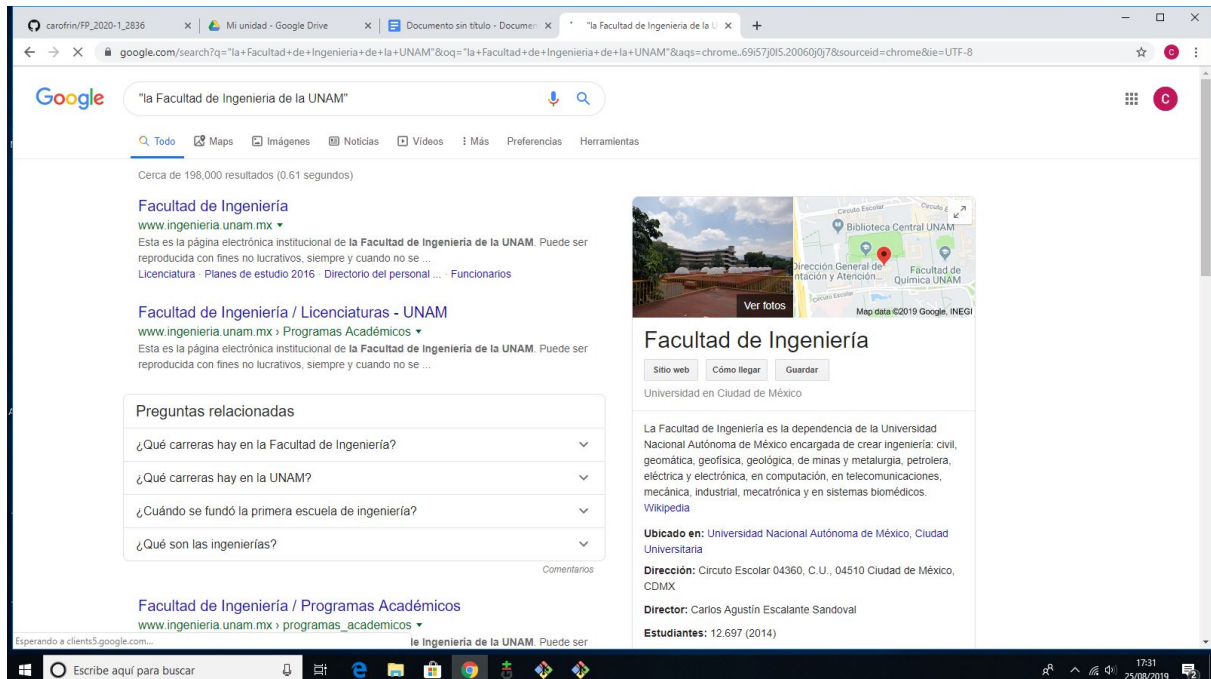 carofrin/FP_2020-1_2836
Mi unidad - Google Drive
Documento sin título - Documen
"la Facultad de Ingenieria de la U
google.com/search?q="la+Facultad+de+Ingenieria+de+la+UNAM"&oq="la+Facultad+de+Ingenieria+de+la+UNAM"&aqs=chrome..69i57j0l5.20060j0j7&sourceid=chrome&ie=UTF-8
C
Google
"la Facultad de Ingenieria de la UNAM"
C
Todo Maps Imágenes Noticias Vídeos Más Preferencias Herramientas
Cerca de 198,000 resultados (0.61 segundos)
Facultad de Ingeniería
www.ingenieria.unam.mx
Esta es la página electrónica institucional de la Facultad de Ingeniería de la UNAM. Puede ser
reproducida con fines no lucrativos, siempre y cuando no se ...
Licenciatura · Planes de estudio 2016 · Directorio del personal ... · Funcionarios
Facultad de Ingeniería / Licenciaturas - UNAM
www.ingenieria.unam.mx › Programas Académicos
Esta es la página electrónica institucional de la Facultad de Ingeniería de la UNAM. Puede ser
reproducida con fines no lucrativos, siempre y cuando no se ...
Preguntas relacionadas
¿Qué carreras hay en la Facultad de Ingeniería?
¿Qué carreras hay en la UNAM?
¿Cuándo se fundó la primera escuela de ingeniería?
¿Qué son las ingenierías?
Comentarios
Facultad de Ingeniería / Programas Académicos
www.ingenieria.unam.mx › programas_academicos
de Ingeniería de la UNAM. Puede ser
Esperando a clients5.google.com...
Ver fotos
Circuito Escolar
Biblioteca Central UNAM
Dirección General de
ntación y Atención...
Facultad de
Química UNAM
Circuito Escolar
Map data ©2019 Google, INEGI
Facultad de Ingeniería
Sitio web Cómo llegar Guardar
Universidad en Ciudad de México
La Facultad de Ingeniería es la dependencia de la Universidad
Nacional Autónoma de México encargada de crear ingeniería: civil,
geomática, geofísica, geológica, de minas y metalurgia, petrolera,
eléctrica y electrónica, en computación, en telecomunicaciones,
mecánica, industrial, mecatrónica y en sistemas biomédicos.
Wikipedia
Ubicado en: Universidad Nacional Autónoma de México, Ciudad
Universitaria
Dirección: Circuto Escolar 04360, C.U., 04510 Ciudad de México,
CDMX
Director: Carlos Agustín Escalante Sandoval
Estudiantes: 12.697 (2014)
Escribe aquí para buscar
17:31
25/08/2019
2